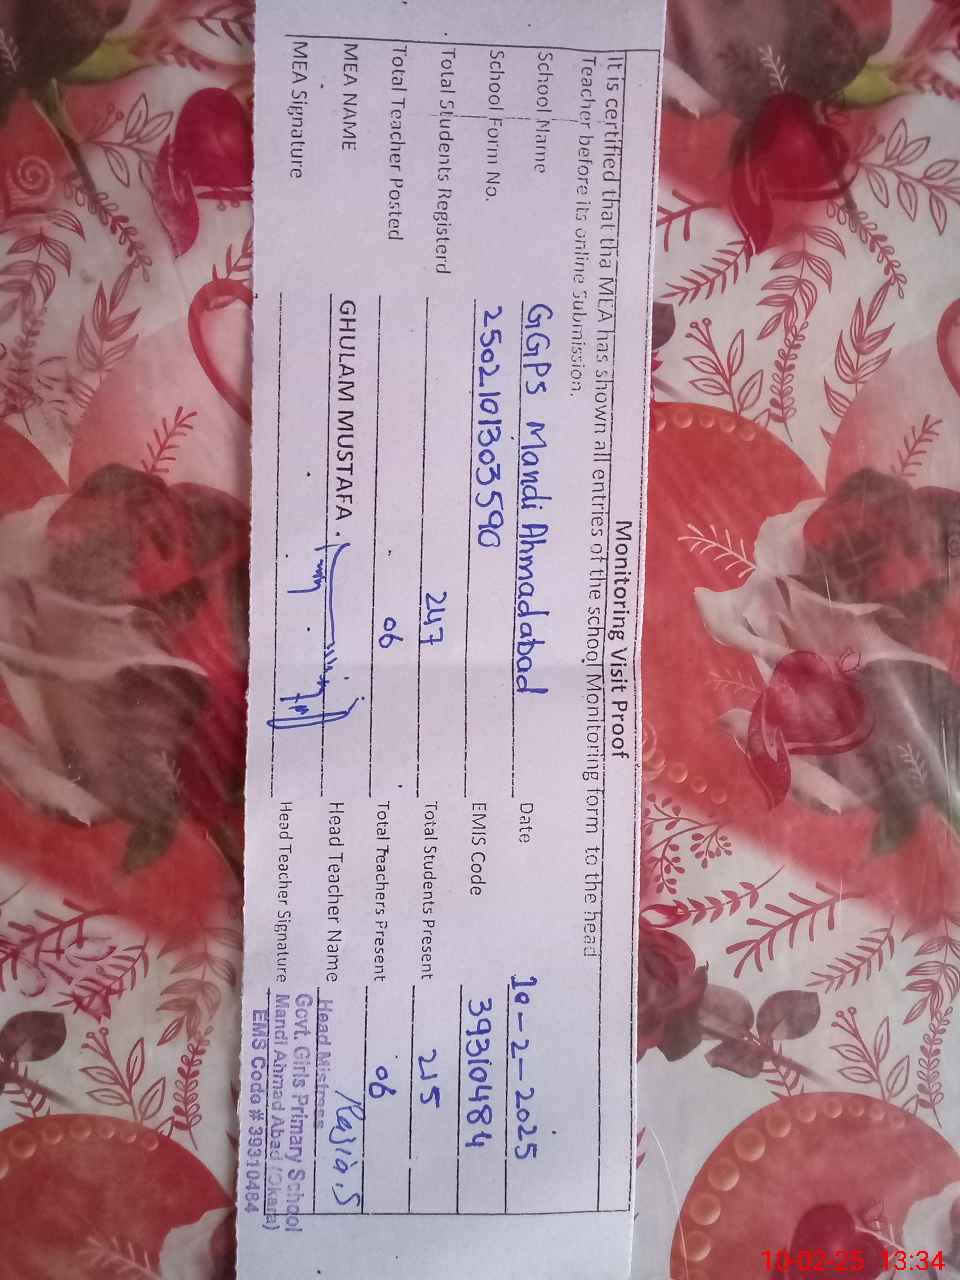 Monitoring Visit Proof
It is certified that tha MEA has shown all entries of the school Monitoring form to the head
Teacher before its online Submission.
School Name GGPS Mandi Ahmadabad Date 10-2-2025
School Form No. 2502101303590 EMIS Code 39310484
Total Students Registerd 247 Total Students Present 215
Total Teacher Posted 06 Total Teachers Present 06
MEA NAME GHULAM MUSTAFA Head Teacher Name
MEA Signature Head Teacher Signature
Head Mistress
Govt. Girls Primary School
Mandi Ahmad Abad (Okara)
EMS Code # 39310484
10-02-25 13:34